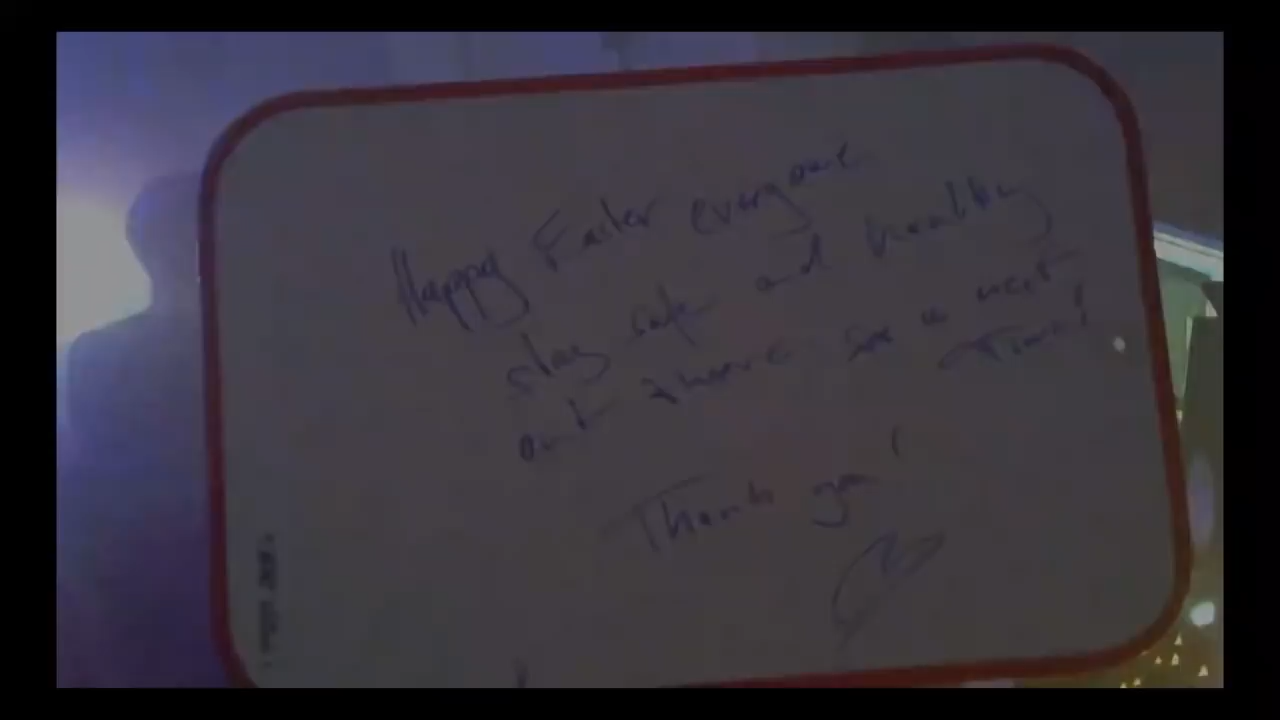 Happy Easter everyone
stay safe and healthy
out there see u next
Time!
Thank you!